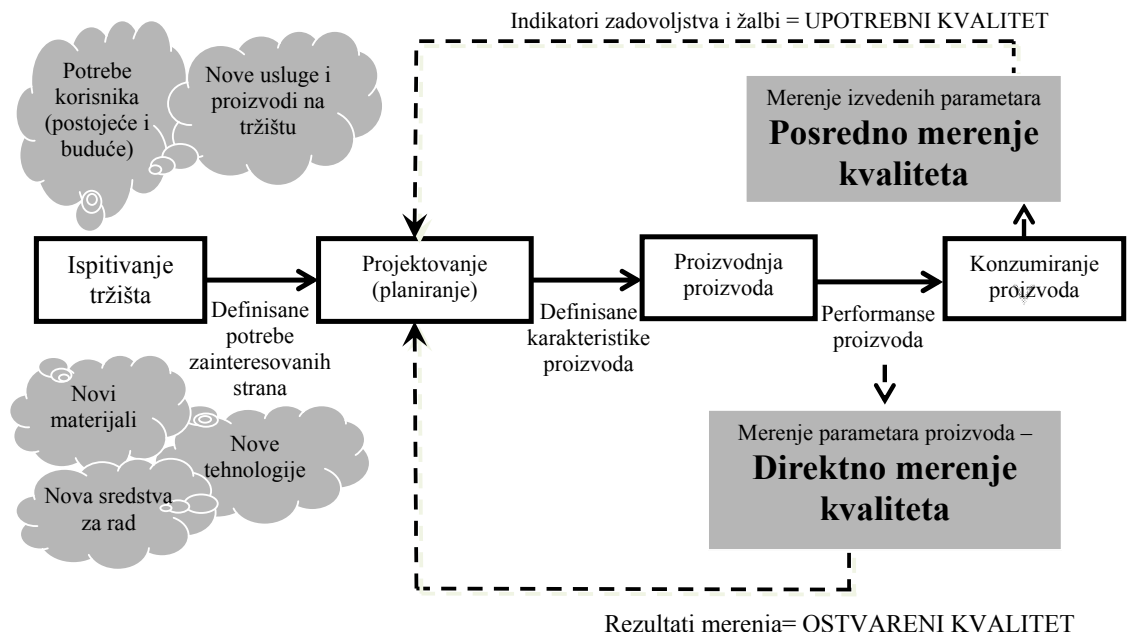 Indikatori zadovoljstva i žalbi = UPOTREBNI KVALITET
Potrebe
korisnika
(postojeće i
buduće)
Nove usluge i
proizvodi na
tržištu
Merenje izvedenih parametara
Posredno merenje
kvaliteta
Ispitivanje
tržišta
Definisane
potrebe
zainteresovanih
strana
Projektovanje
(planiranje)
Definisane
karakteristike
proizvoda
Proizvodnja
proizvoda
Performanse
proizvoda
Konzumiranje
proizvoda
Novi
materijali
Nove
tehnologije
Nova sredstva
za rad
Merenje parametara proizvoda –
Direktno merenje
kvaliteta
Rezultati merenja= OSTVARENI KVALITET